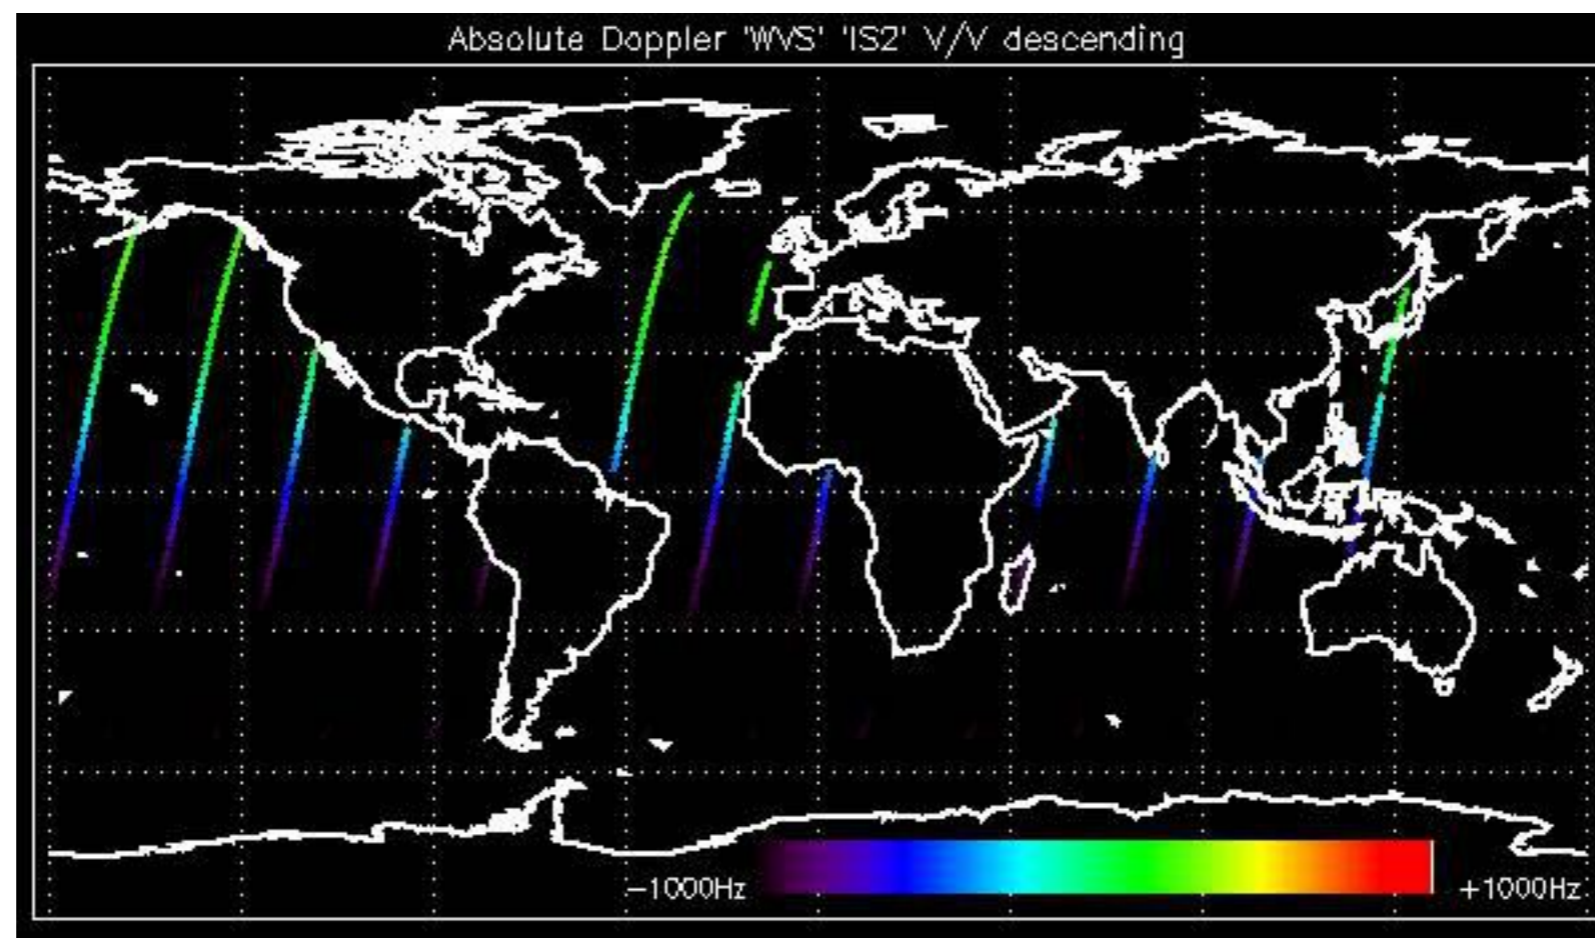 Absolute Doppler 'WVS' 'IS2' V/V descending
−1000Hz
+1000Hz